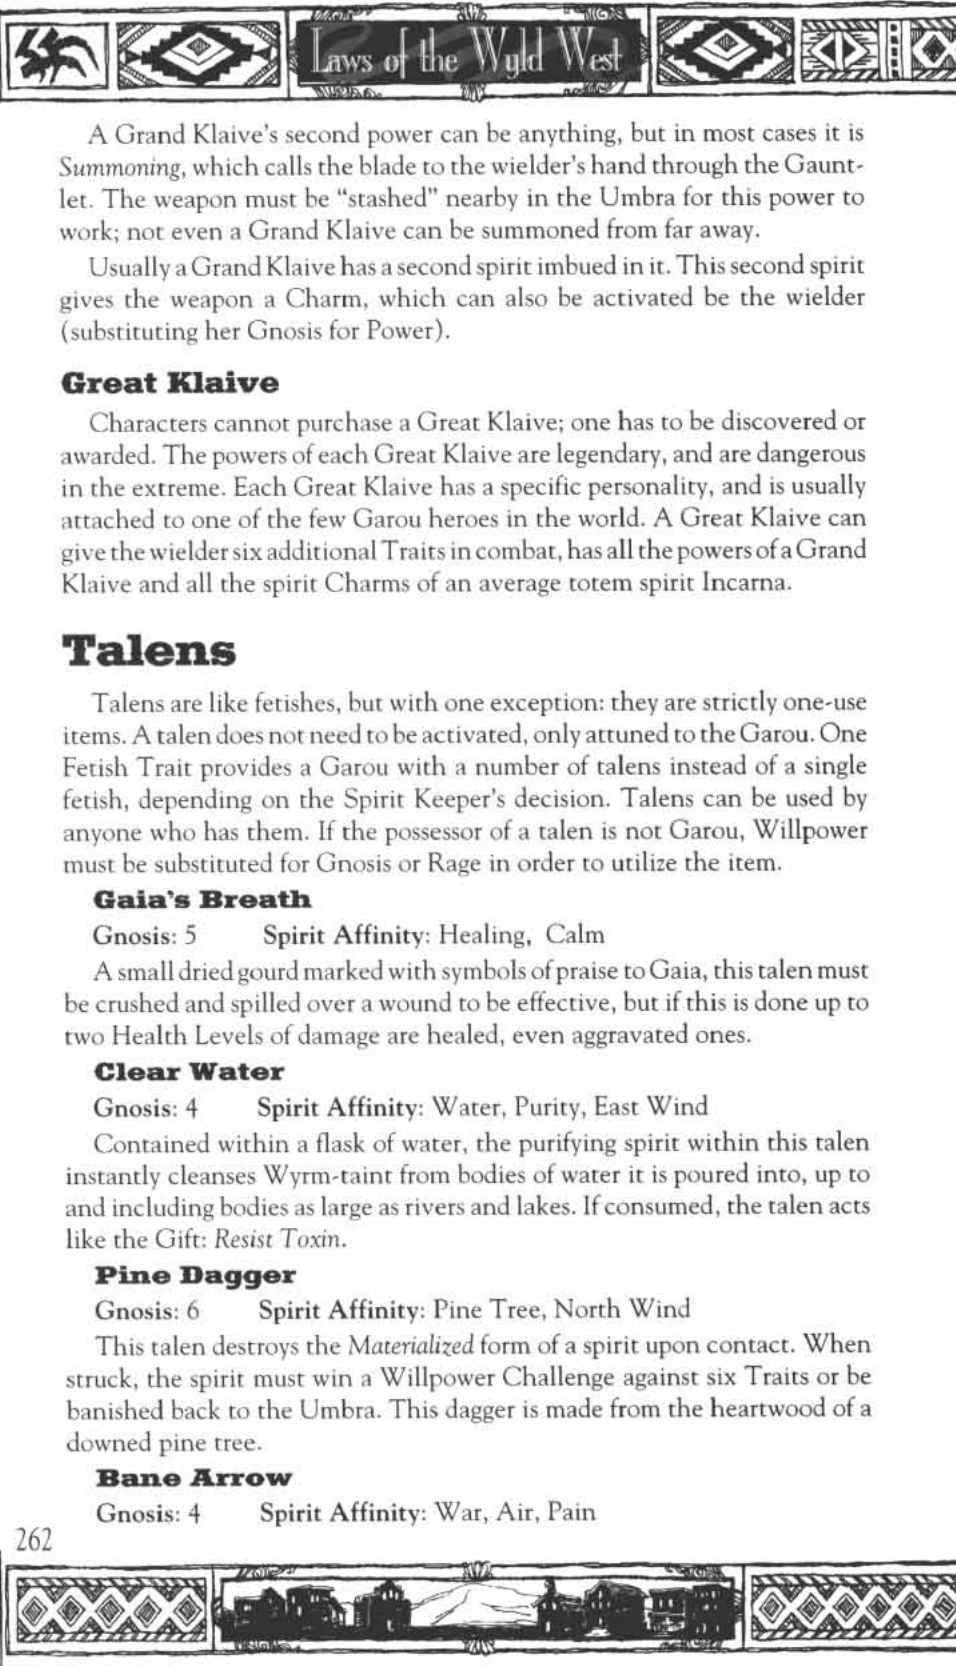 Laws of the Wyld West
A Grand Klaive's second power can be anything, but in most cases it is
Summoning, which calls the blade to the wielder's hand through the Gaunt-
let. The weapon must be "stashed" nearby in the Umbra for this power to
work; not even a Grand Klaive can be summoned from far away.
Usually a Grand Klaive has a second spirit imbued in it. This second spirit
gives the weapon a Charm, which can also be activated be the wielder
(substituting her Gnosis for Power).
Great Klaive
Characters cannot purchase a Great Klaive; one has to be discovered or
awarded. The powers of each Great Klaive are legendary, and are dangerous
in the extreme. Each Great Klaive has a specific personality, and is usually
attached to one of the few Garou heroes in the world. A Great Klaive can
give the wielder six additional Traits in combat, has all the powers of a Grand
Klaive and all the spirit Charms of an average totem spirit Incarna.
Talens
Talens are like fetishes, but with one exception: they are strictly one-use
items. A talen does not need to be activated, only attuned to the Garou. One
Fetish Trait provides a Garou with a number of talens instead of a single
fetish, depending on the Spirit Keeper's decision. Talens can be used by
anyone who has them. If the possessor of a talen is not Garou, Willpower
must be substituted for Gnosis or Rage in order to utilize the item.
Gaia's Breath
Gnosis: 5 Spirit Affinity: Healing, Calm
A small dried gourd marked with symbols of praise to Gaia, this talen must
be crushed and spilled over a wound to be effective, but if this is done up to
two Health Levels of damage are healed, even aggravated ones.
Clear Water
Gnosis: 4 Spirit Affinity: Water, Purity, East Wind
Contained within a flask of water, the purifying spirit within this talen
instantly cleanses Wyrm-taint from bodies of water it is poured into, up to
and including bodies as large as rivers and lakes. If consumed, the talen acts
like the Gift: Resist Toxin.
Pine Dagger
Gnosis: 6 Spirit Affinity: Pine Tree, North Wind
This talen destroys the Materialized form of a spirit upon contact. When
struck, the spirit must win a Willpower Challenge against six Traits or be
banished back to the Umbra. This dagger is made from the heartwood of a
downed pine tree.
Bane Arrow
Gnosis: 4 Spirit Affinity: War, Air, Pain
262